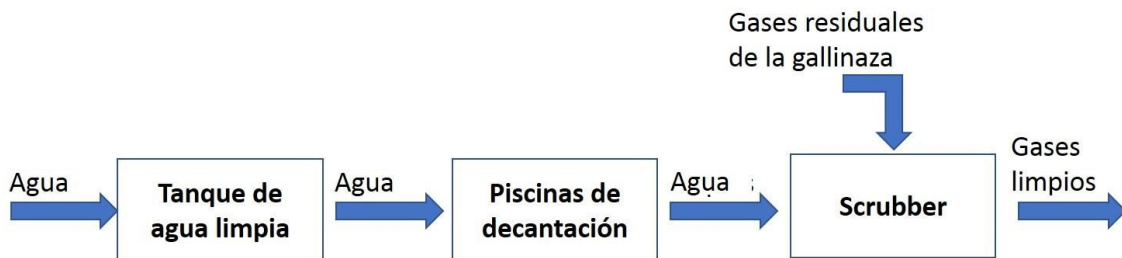 Gases residuales
de la gallinaza
Agua
Tanque de
agua limpia
Agua
Piscinas de
decantación
Agua
Scrubber
Gases
limpios